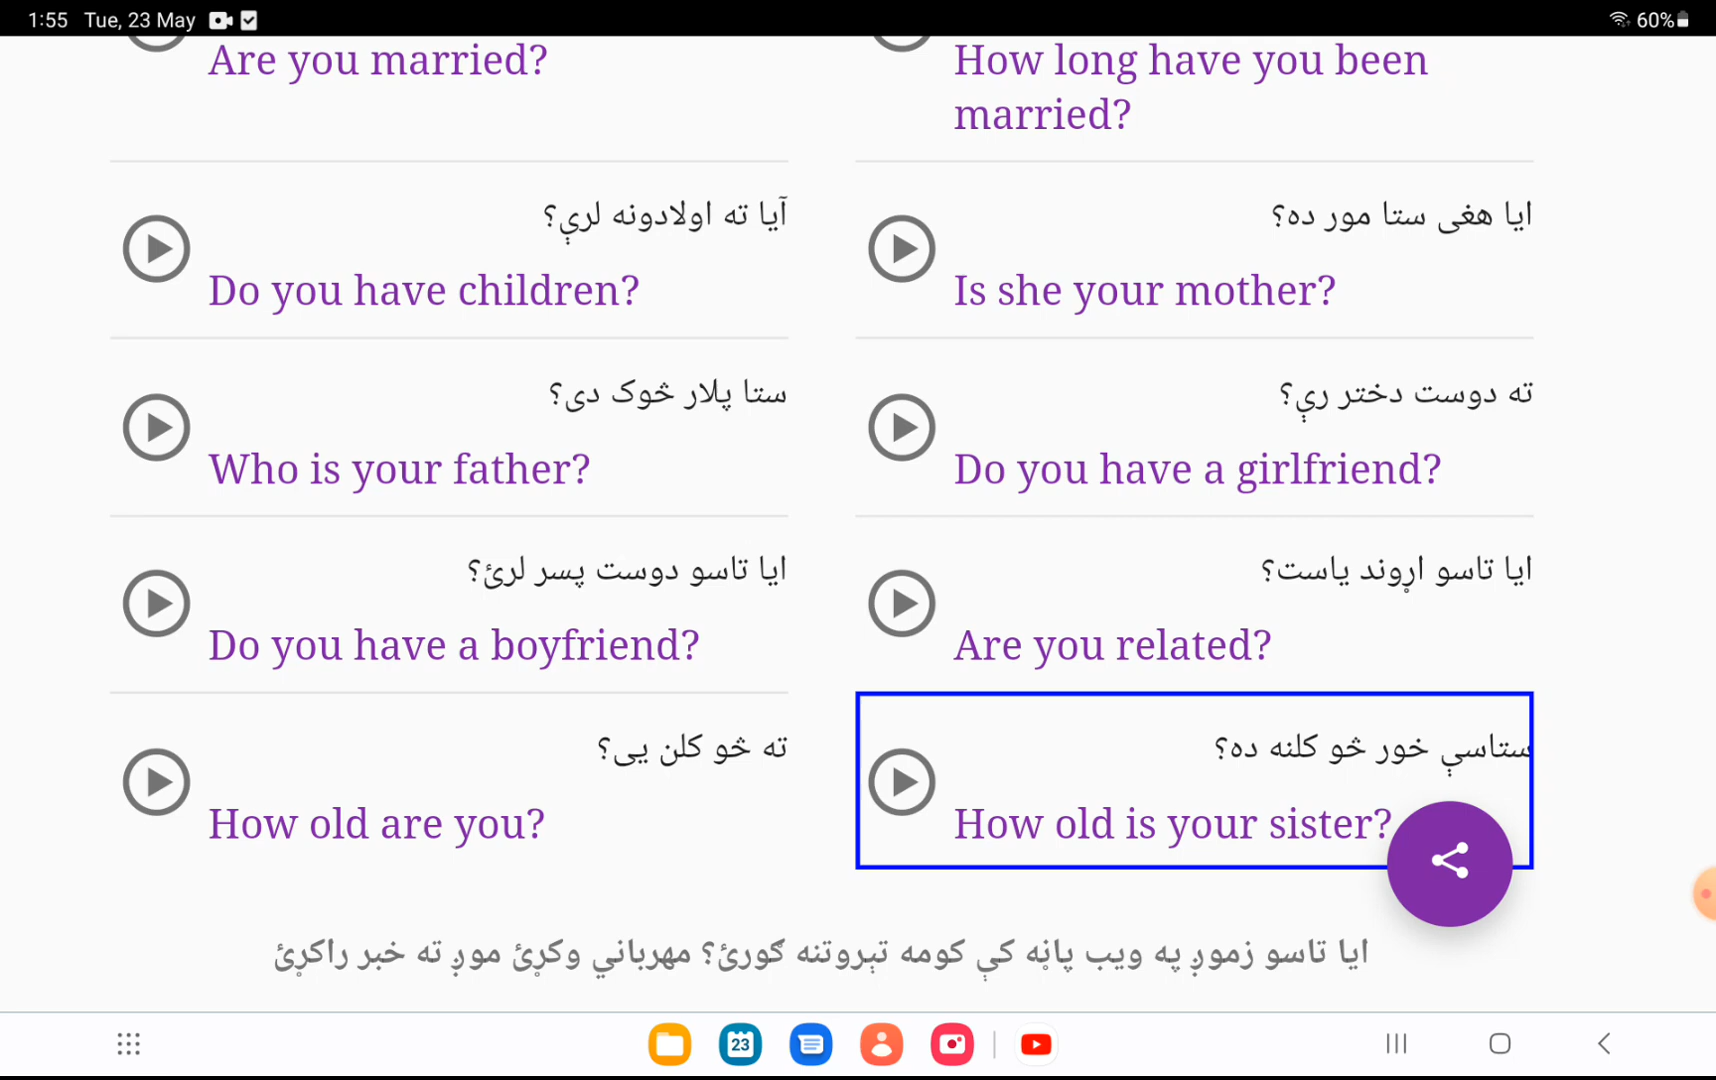 1:55 Tue, 23 May
60%
Are you married?
How long have you been
married?
آیا ته اولادونه لرې؟
Do you have children?
ایا هغی ستا مور ده؟
Is she your mother?
ستا پلار څوک دی؟
Who is your father?
ته دوست دختر رې؟
Do you have a girlfriend?
ایا تاسو دوست پسر لرئ؟
Do you have a boyfriend?
ایا تاسو اړوند یاست؟
Are you related?
ته څو کلن یی؟
How old are you?
ستاسې خور څو کلنه ده؟
How old is your sister?
ایا تاسو زموږ په ویب پاڼه کې کومه تېروتنه ګورئ؟ مهرباني وکړئ موږ ته خبر راکړئ
23